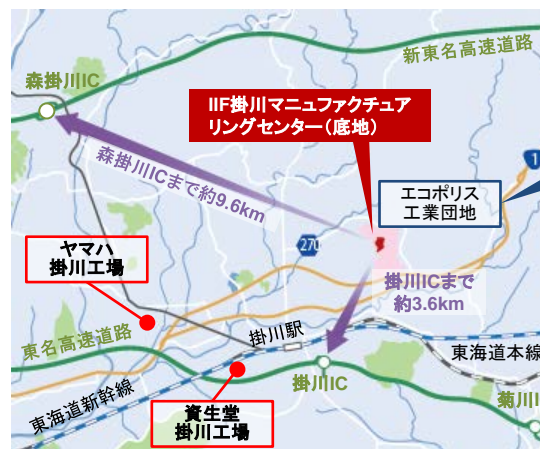 新東名高速道路
森掛川IC
IIF掛川マニュファクチュア
リングセンター（底地）
1
森掛川ICまで約9.6km
エコポリス
工業団地
270
ヤマハ
掛川工場
掛川ICまで
約3.6km
掛川駅
東名高速道路
東海道本線
掛川IC
東海道新幹線
資生堂
掛川工場
菊川I